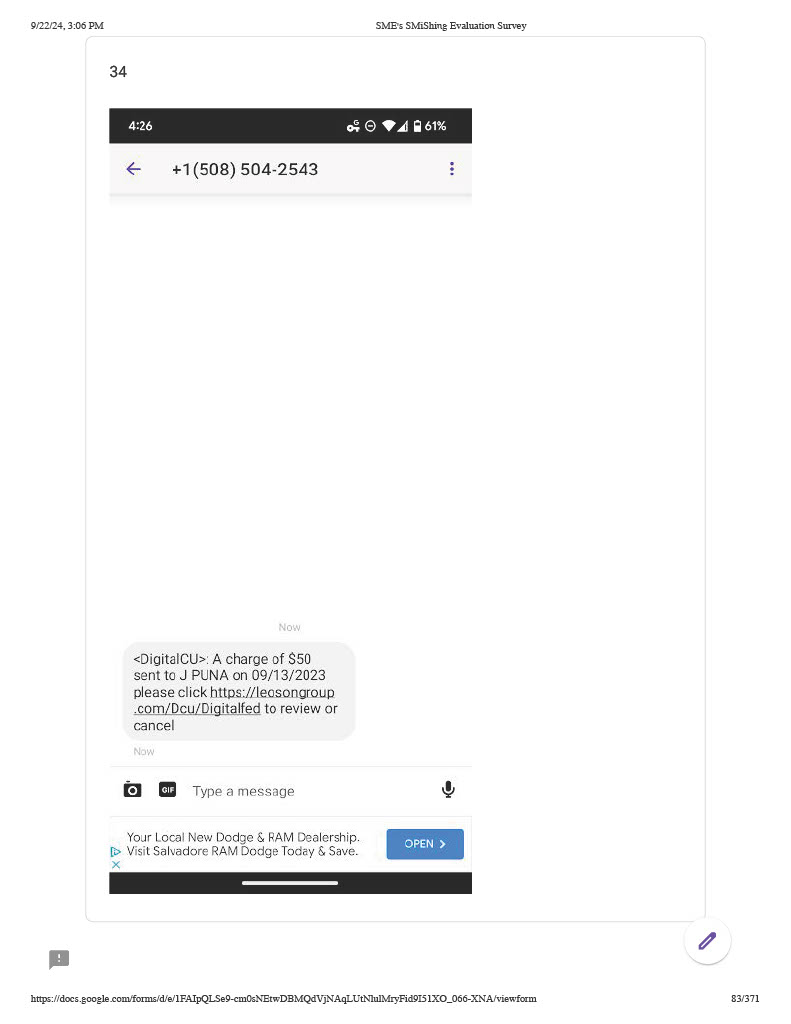 9/22/24, 3:06 PM
SME's SMiShing Evaluation Survey
34
4:26
61%
+1(508) 504-2543
Now
<DigitalCU>: A charge of $50
sent to J PUNA on 09/13/2023
please click https://leosongroup
.com/Dcu/Digitalfed to review or
cancel
Now
GIF
Type a message
Your Local New Dodge & RAM Dealership.
Visit Salvadore RAM Dodge Today & Save.
OPEN >
https://docs.google.com/forms/d/e/1FAIpQLSe9-cm0sNEtwDBMQdVjNAqLUtNlulMryFid9I51XO_066-XNA/viewform
83/371